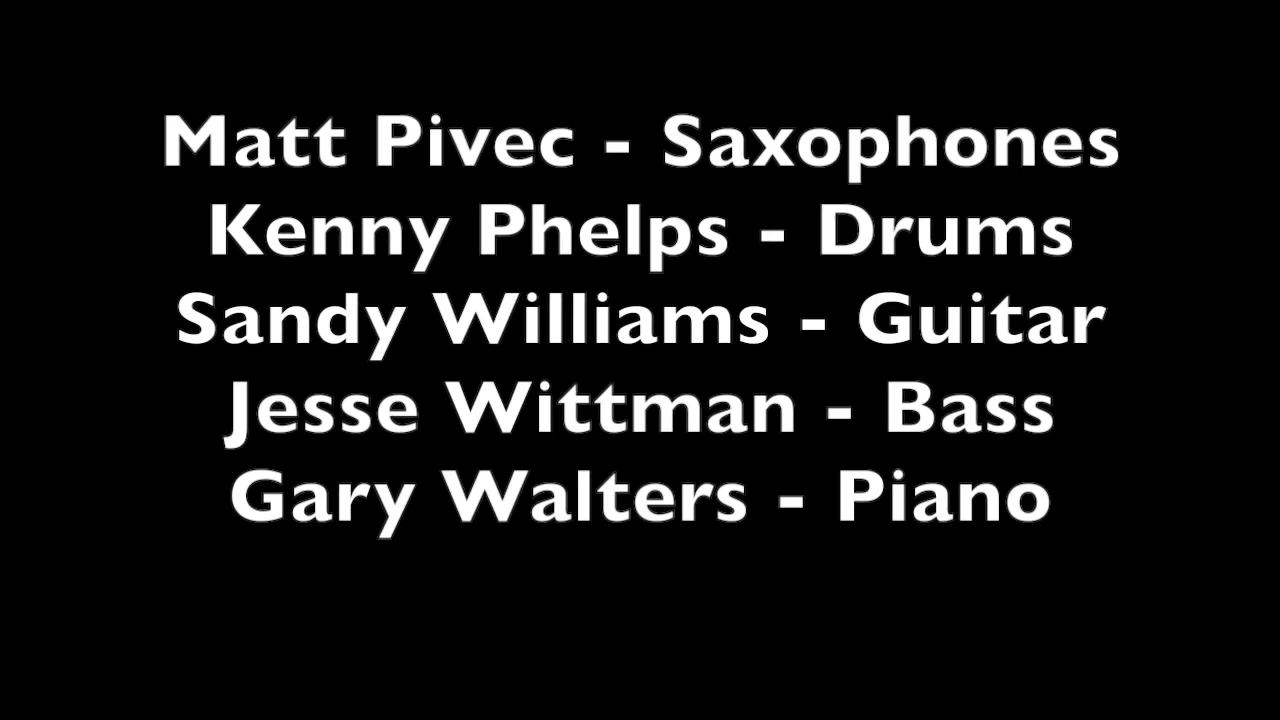 Matt Pivec - Saxophones
Kenny Phelps - Drums
Sandy Williams - Guitar
Jesse Wittman - Bass
Gary Walters - Piano